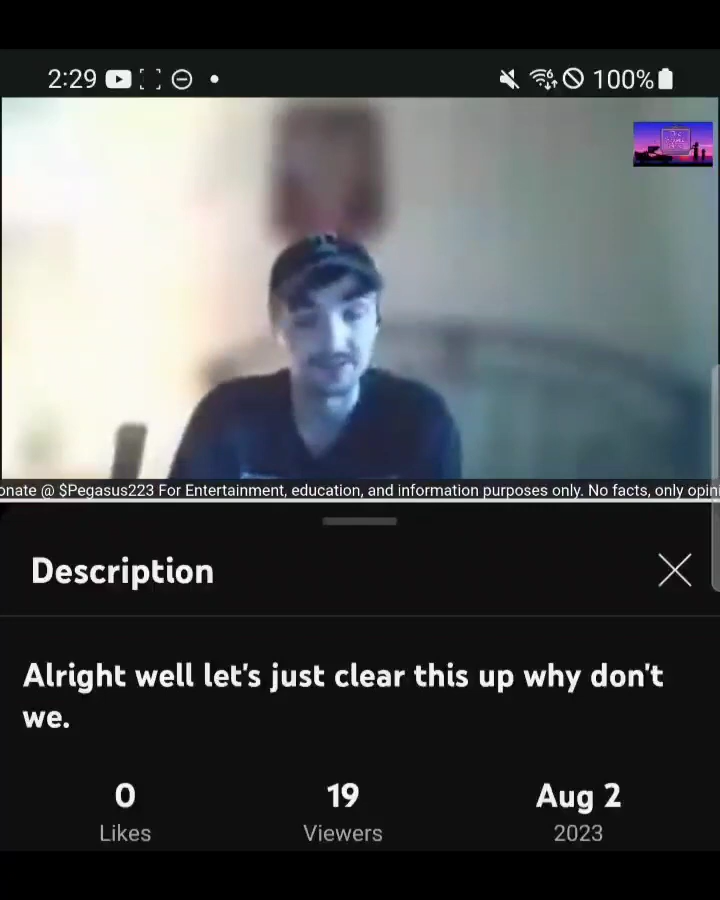 2:29
100%
onate @ $Pegasus223 For Entertainment, education, and information purposes only. No facts, only opini
Description
Alright well let's just clear this up why don't
we.
0 19 Aug 2
Likes Viewers 2023